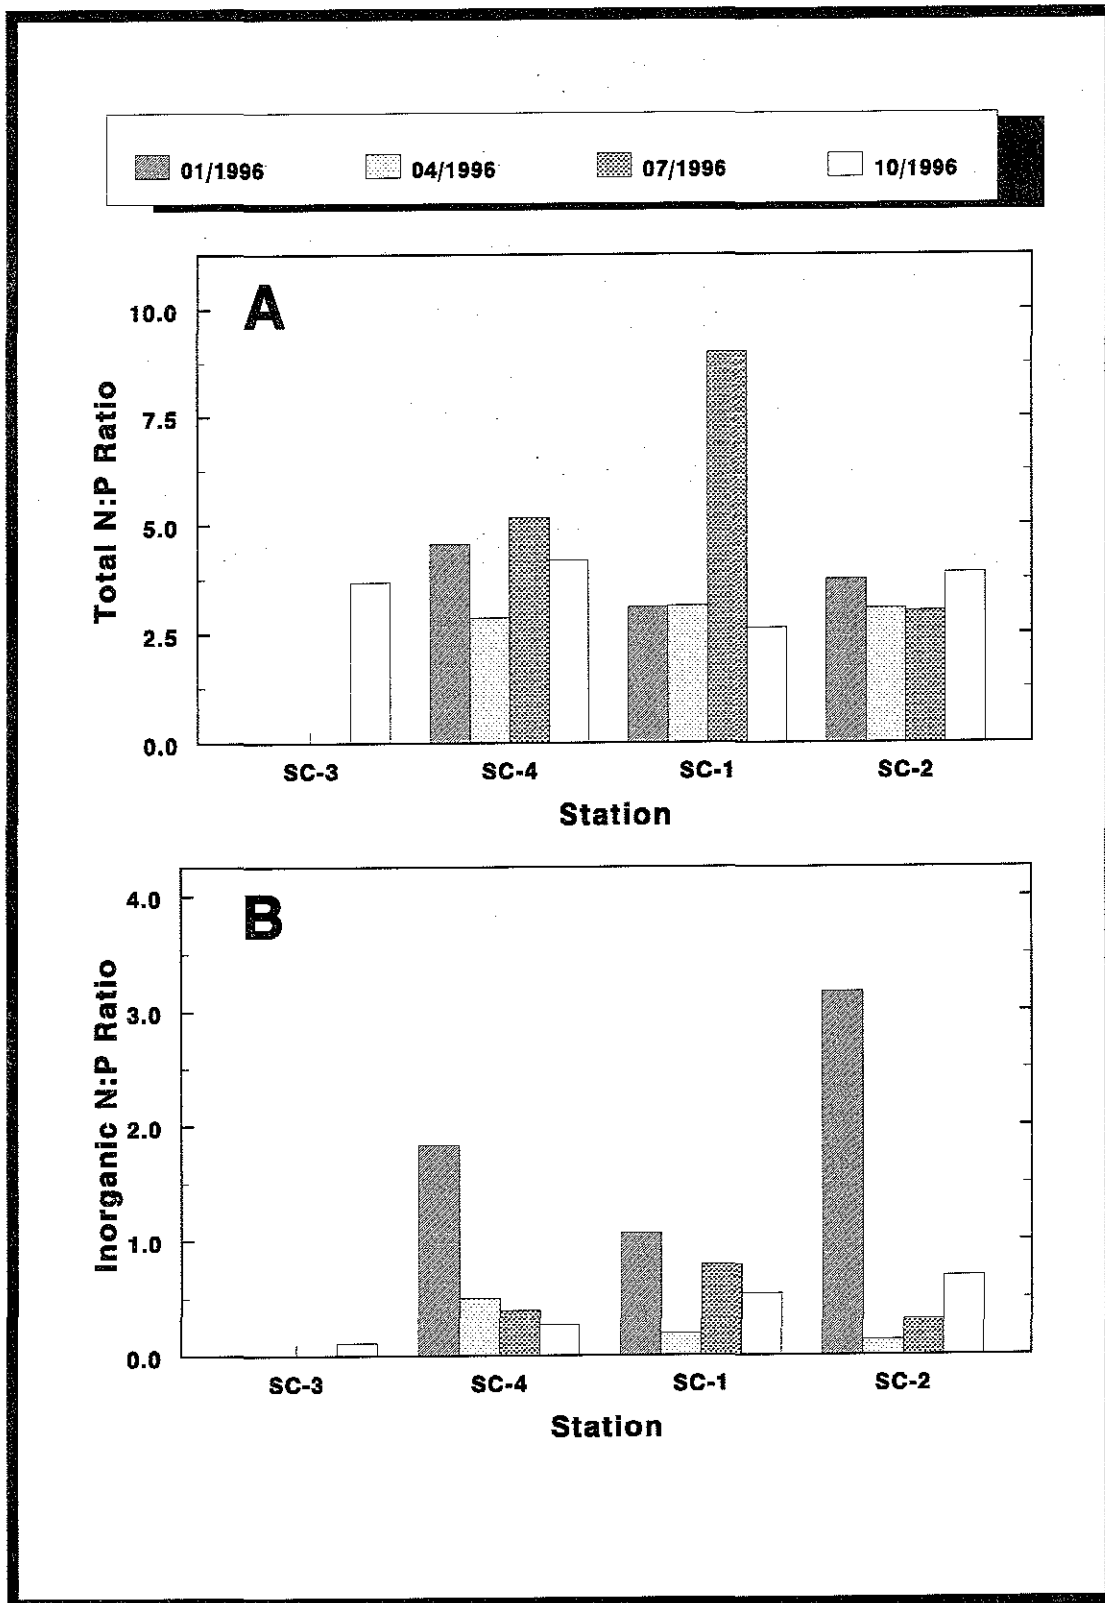 01/1996 04/1996 07/1996 10/1996
A
10.0
7.5
5.0
2.5
0.0
Total N:P Ratio
SC-3 SC-4 SC-1 SC-2
Station
B
4.0
3.0
2.0
1.0
0.0
Inorganic N:P Ratio
SC-3 SC-4 SC-1 SC-2
Station